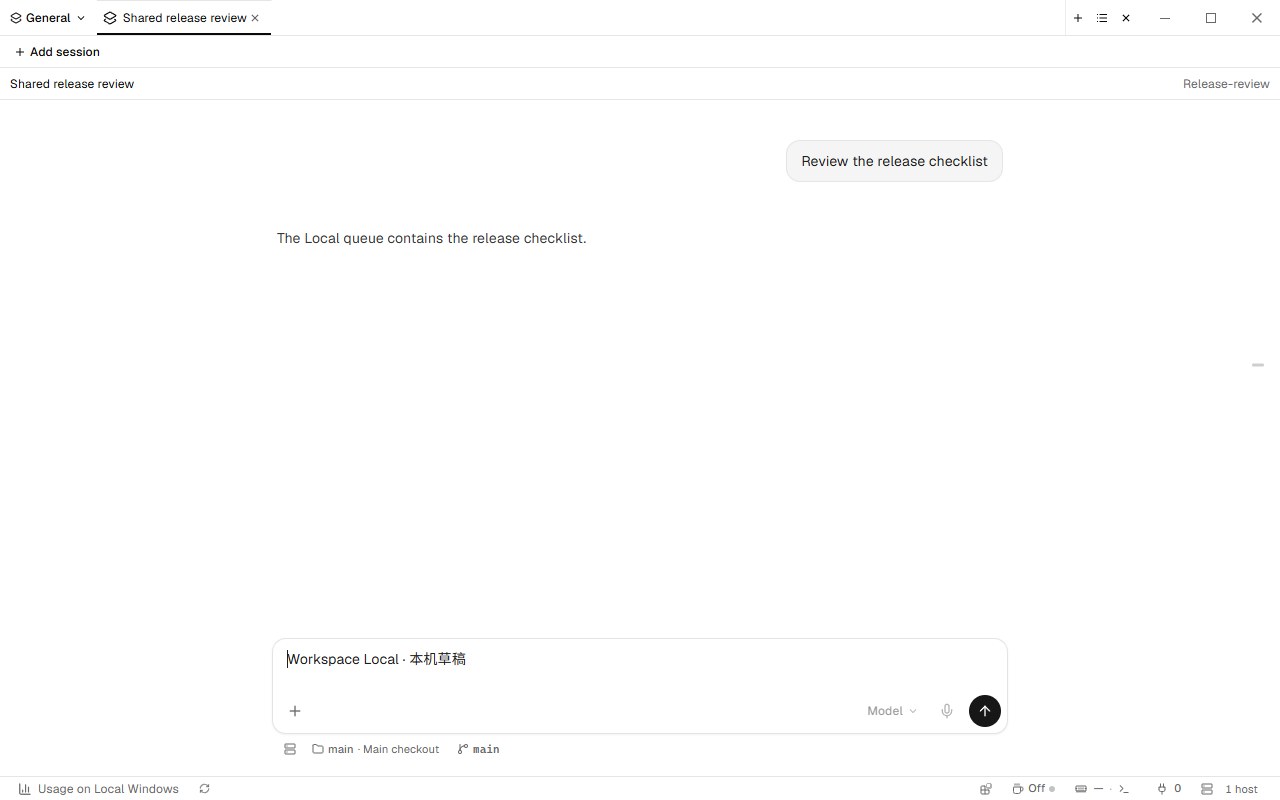 General
Shared release review
Add session
Shared release review
Release-review
Review the release checklist
The Local queue contains the release checklist.
Workspace Local · 本机草稿
Model
main · Main checkout
main
Usage on Local Windows
Off
— ·
0
1 host